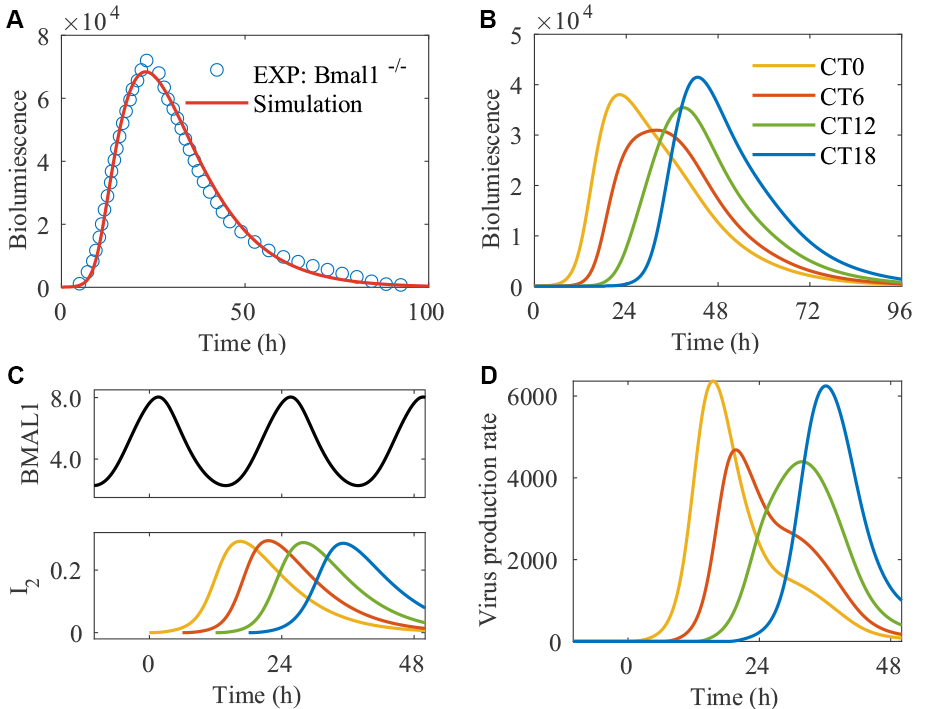 A
×10^4
8
6
4
2
0
Biolumiescence
EXP: Bmal1 -/-
Simulation
0 50 100
Time (h)
B
×10^4
5
4
3
2
1
0
Biolumiescence
CT0
CT6
CT12
CT18
0 24 48 72 96
Time (h)
C
8.0
4.0
BMAL1
0.2
0
I2
0 24 48
Time (h)
D
6000
4000
2000
0
Virus production rate
0 24 48
Time (h)